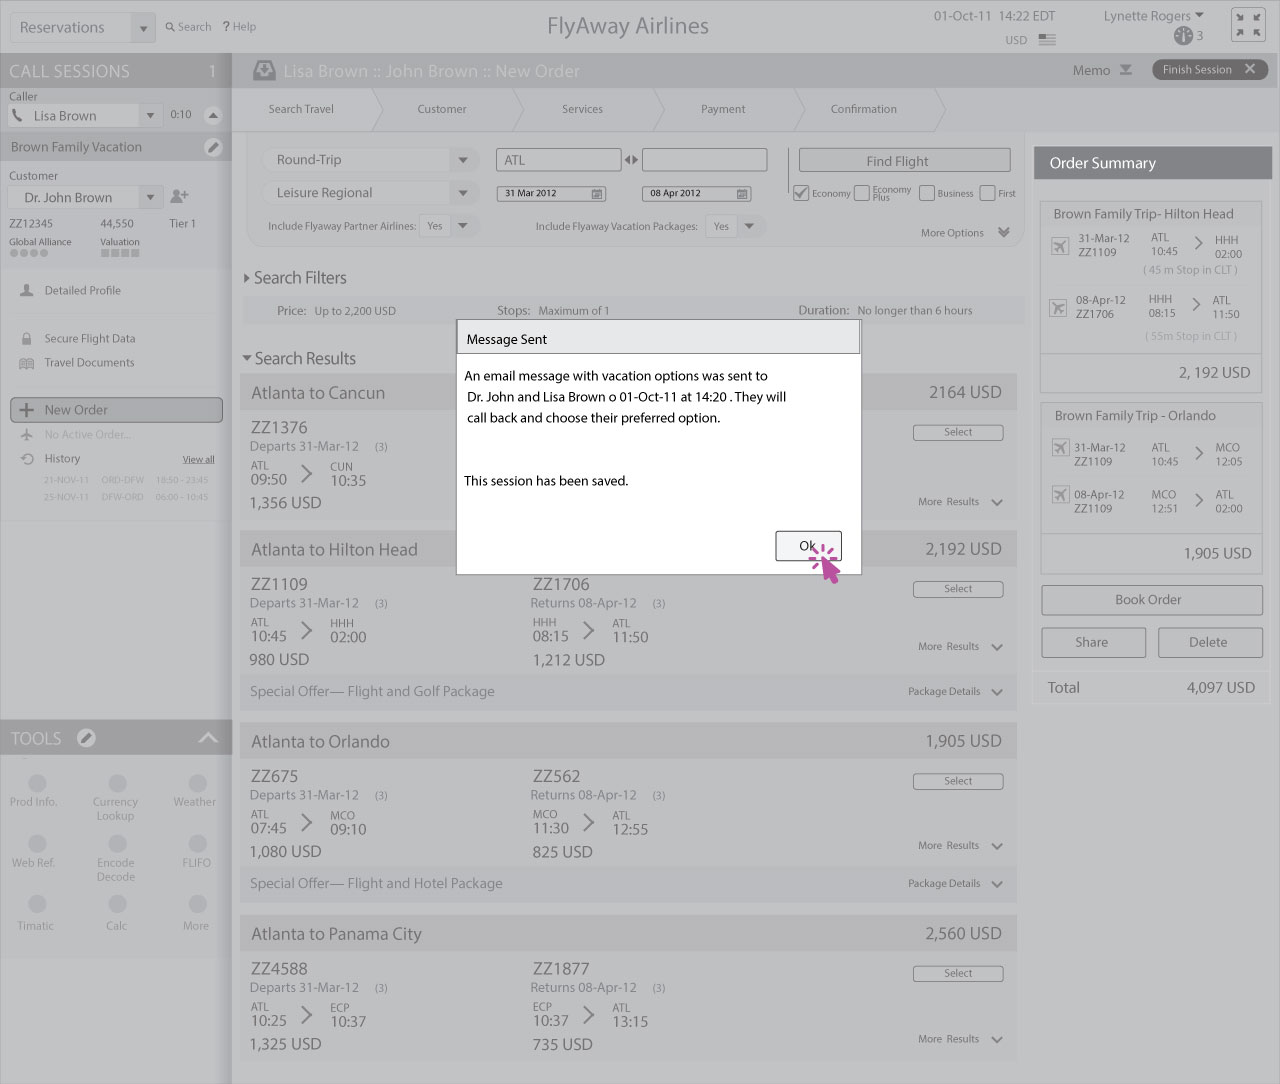 Reservations
Search
? Help
FlyAway Airlines
01-Oct-11 14:22 EDT
USD
Lynette Rogers
3
CALL SESSIONS 1
Caller
Lisa Brown
0:10
Brown Family Vacation
Customer
Dr. John Brown
ZZ12345 44,550 Tier 1
Global Alliance Valuation
Detailed Profile
Secure Flight Data
Travel Documents
New Order
No Active Order...
History View all
21-NOV-11 ORD-DFW 18:50 - 23:45
25-NOV-11 DFW-ORD 06:00 - 10:45
TOOLS
Prod Info.
Currency
Lookup
Weather
Web Ref.
Encode
Decode
FLIFO
Timatic
Calc
More
Lisa Brown :: John Brown :: New Order
Memo
Finish Session X
Search Travel
Customer
Services
Payment
Confirmation
Round-Trip
ATL
Find Flight
Leisure Regional
31 Mar 2012
08 Apr 2012
Economy
Economy
Plus
Business
First
Include Flyaway Partner Airlines: Yes
Include Flyaway Vacation Packages: Yes
More Options
Search Filters
Price: Up to 2,200 USD
Stops: Maximum of 1
Duration: No longer than 6 hours
Search Results
Atlanta to Cancun 2164 USD
ZZ1376
Select
Departs 31-Mar-12 (3)
ATL CUN
09:50 10:35
1,356 USD
More Results
Atlanta to Hilton Head 2,192 USD
ZZ1109 ZZ1706
Select
Departs 31-Mar-12 (3) Returns 08-Apr-12 (3)
ATL HHH HHH ATL
10:45 02:00 08:15 11:50
More Results
980 USD 1,212 USD
Special Offer— Flight and Golf Package
Package Details
Atlanta to Orlando 1,905 USD
ZZ675 ZZ562
Select
Departs 31-Mar-12 (3) Returns 08-Apr-12 (3)
ATL MCO MCO ATL
07:45 09:10 11:30 12:55
More Results
1,080 USD 825 USD
Special Offer— Flight and Hotel Package
Package Details
Atlanta to Panama City 2,560 USD
ZZ4588 ZZ1877
Select
Departs 31-Mar-12 (3) Returns 08-Apr-12 (3)
ATL ECP ECP ATL
10:25 10:37 10:37 13:15
More Results
1,325 USD 735 USD
Message Sent
An email message with vacation options was sent to
Dr. John and Lisa Brown o 01-Oct-11 at 14:20 . They will
call back and choose their preferred option.
This session has been saved.
Ok
Order Summary
Brown Family Trip- Hilton Head
31-Mar-12 ATL HHH
ZZ1109 10:45 02:00
( 45 m Stop in CLT )
08-Apr-12 HHH ATL
ZZ1706 08:15 11:50
(55m Stop in CLT )
2, 192 USD
Brown Family Trip - Orlando
31-Mar-12 ATL MCO
ZZ1109 10:45 12:05
08-Apr-12 MCO ATL
ZZ1109 12:51 02:00
1,905 USD
Book Order
Share
Delete
Total 4,097 USD